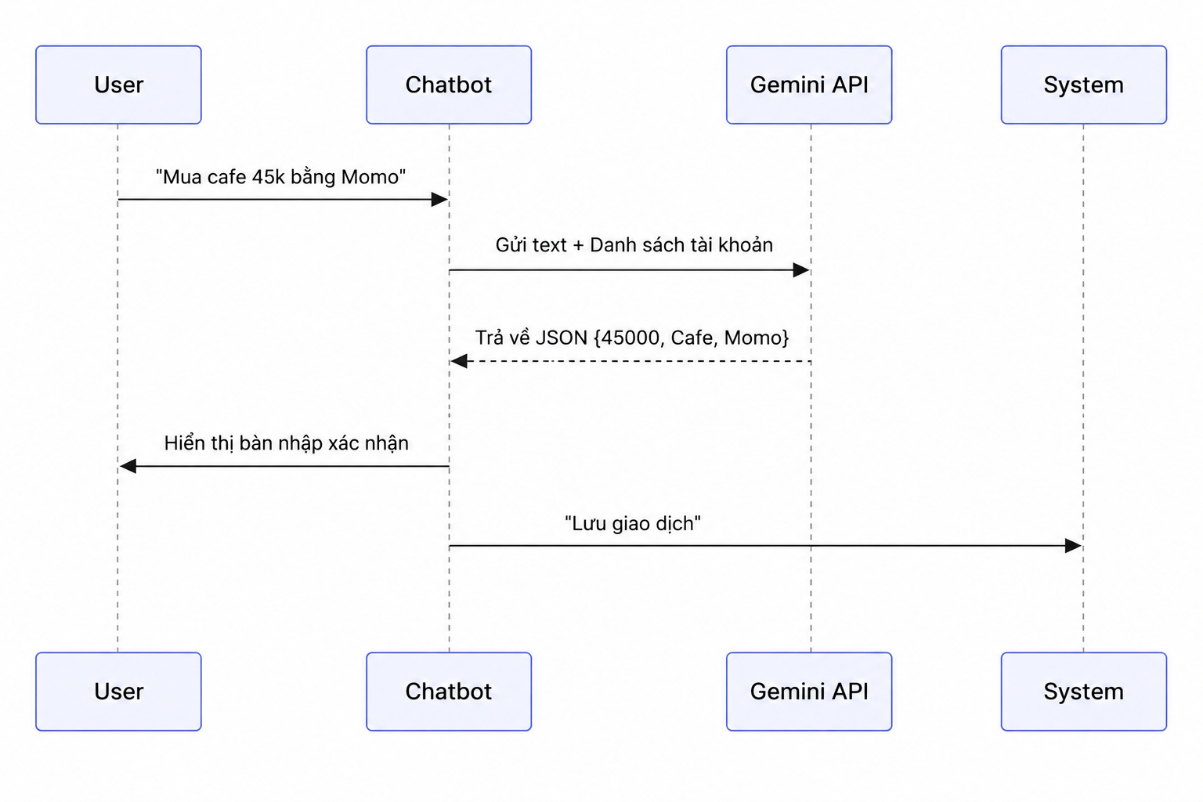 User
Chatbot
Gemini API
System
"Mua cafe 45k bằng Momo"
Gửi text + Danh sách tài khoản
Trả về JSON {45000, Cafe, Momo}
Hiển thị bàn nhập xác nhận
"Lưu giao dịch"
User
Chatbot
Gemini API
System